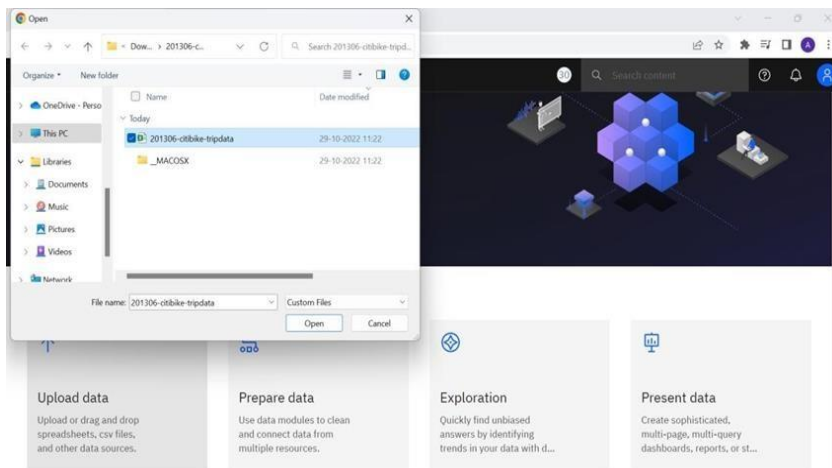 Open
Dow... > 201306-c...
Search 201306-citibike-tripd...
Organize
New folder
Name
Date modified
OneDrive - Perso
Today
This PC
201306-citibike-tripdata
29-10-2022 11:22
_MACOSX
29-10-2022 11:22
Libraries
Documents
Music
Pictures
Videos
Network
File name: 201306-citibike-tripdata
Custom Files
Open
Cancel
A
30
Search content
Upload data
Upload or drag and drop
spreadsheets, csv files,
and other data sources.
Prepare data
Use data modules to clean
and connect data from
multiple resources.
Exploration
Quickly find unbiased
answers by identifying
trends in your data with d...
Present data
Create sophisticated,
multi-page, multi-query
dashboards, reports, or st...